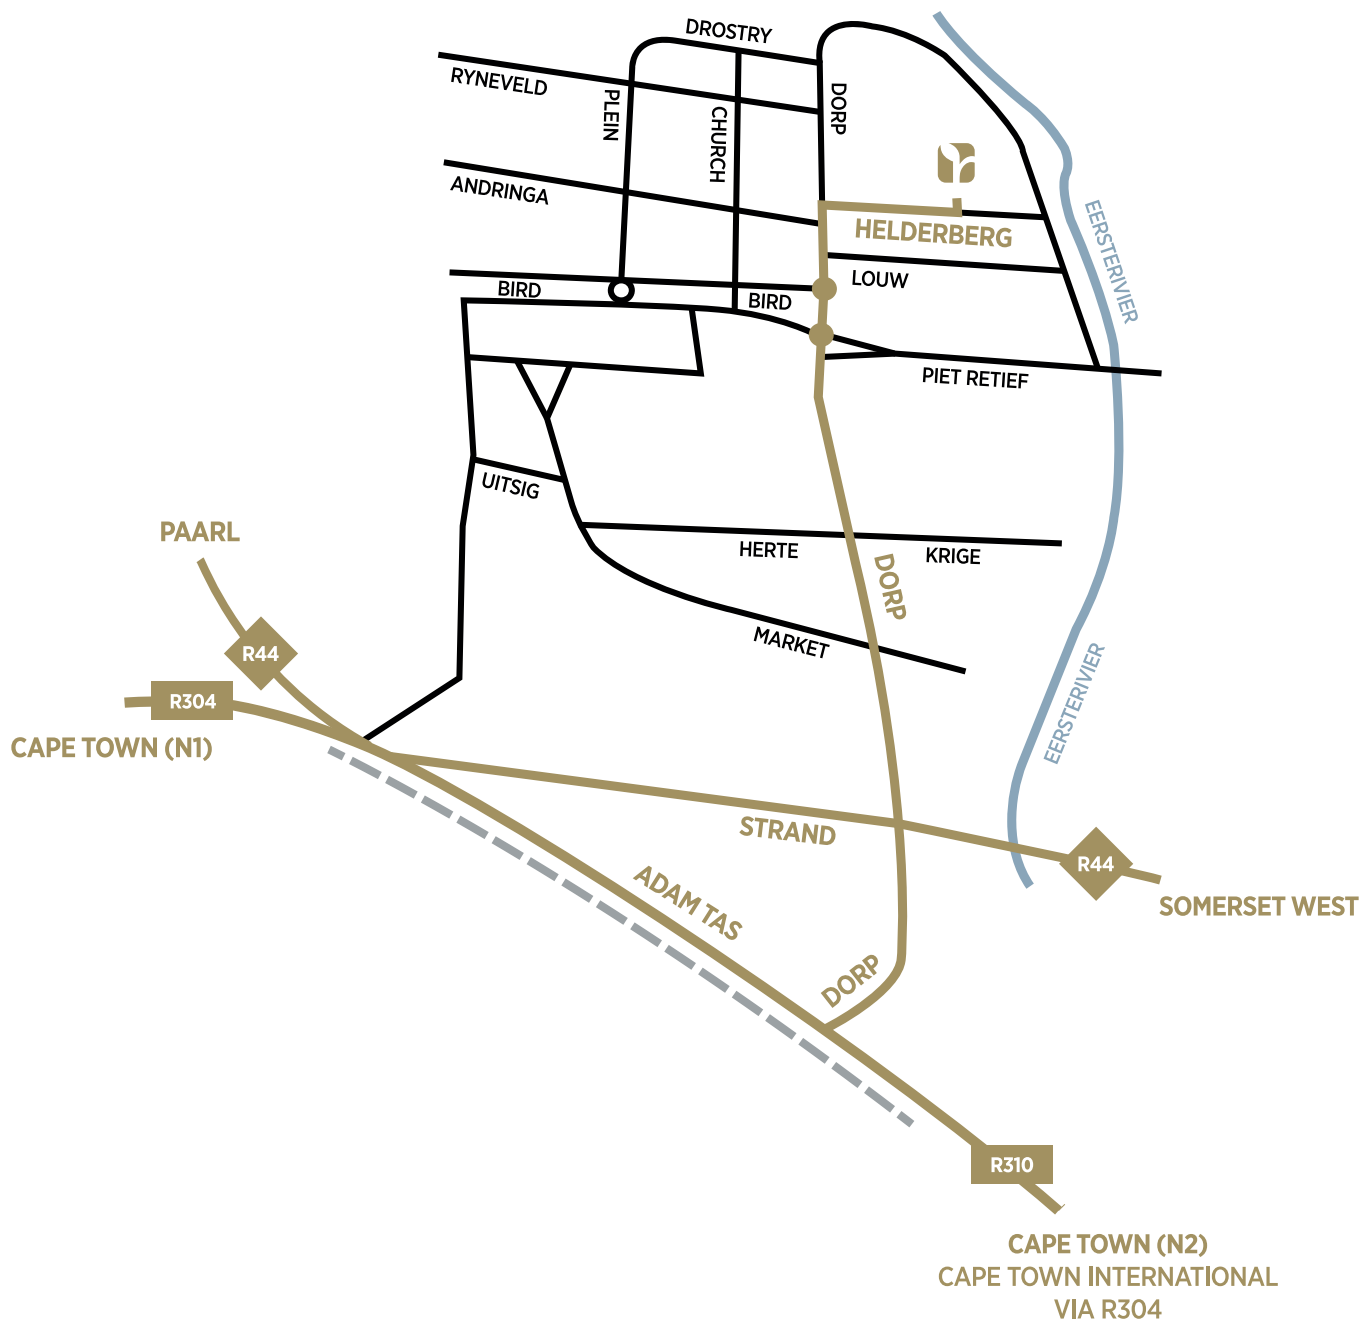 DROSTRY
RYNEVELD
PLEIN
CHURCH
DORP
ANDRINGA
HELDERBERG
EERSTERIVIER
LOUW
BIRD
BIRD
PIET RETIEF
UITSIG
PAARL
HERTE
KRIGE
DORP
MARKET
R44
R304
CAPE TOWN (N1)
EERSTERIVIER
STRAND
R44
SOMERSET WEST
ADAM TAS
DORP
R310
CAPE TOWN (N2)
CAPE TOWN INTERNATIONAL
VIA R304